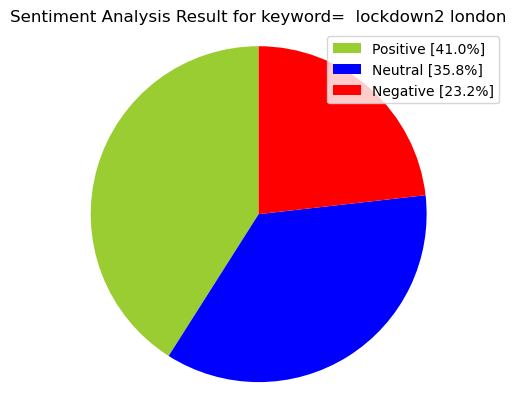 Sentiment Analysis Result for keyword=  lockdown2 london
Positive [41.0%]
Neutral [35.8%]
Negative [23.2%]